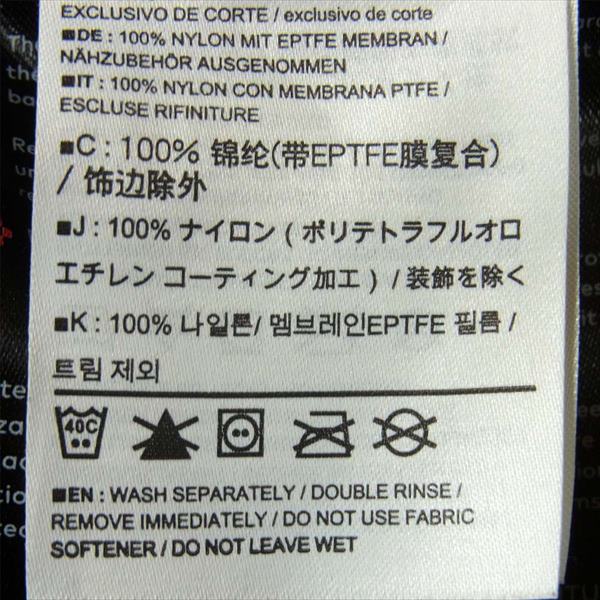 EXCLUSIVO DE CORTE / exclusivo de corte
■DE : 100% NYLON MIT EPTFE MEMBRAN /
NÄHZUBEHÖR AUSGENOMMEN
■IT : 100% NYLON CON MEMBRANA PTFE /
ESCLUSE RIFINITURE
■C : 100% 锦纶(带EPTFE膜复合)
/ 饰边除外
■J : 100% ナイロン ( ポリテトラフルオロ
エチレン コーティング加工 ) / 装飾を除く
■K : 100% 나일론/ 멤브레인EPTFE 필름 /
트림 제외
40C
■EN : WASH SEPARATELY / DOUBLE RINSE /
REMOVE IMMEDIATELY / DO NOT USE FABRIC
SOFTENER / DO NOT LEAVE WET